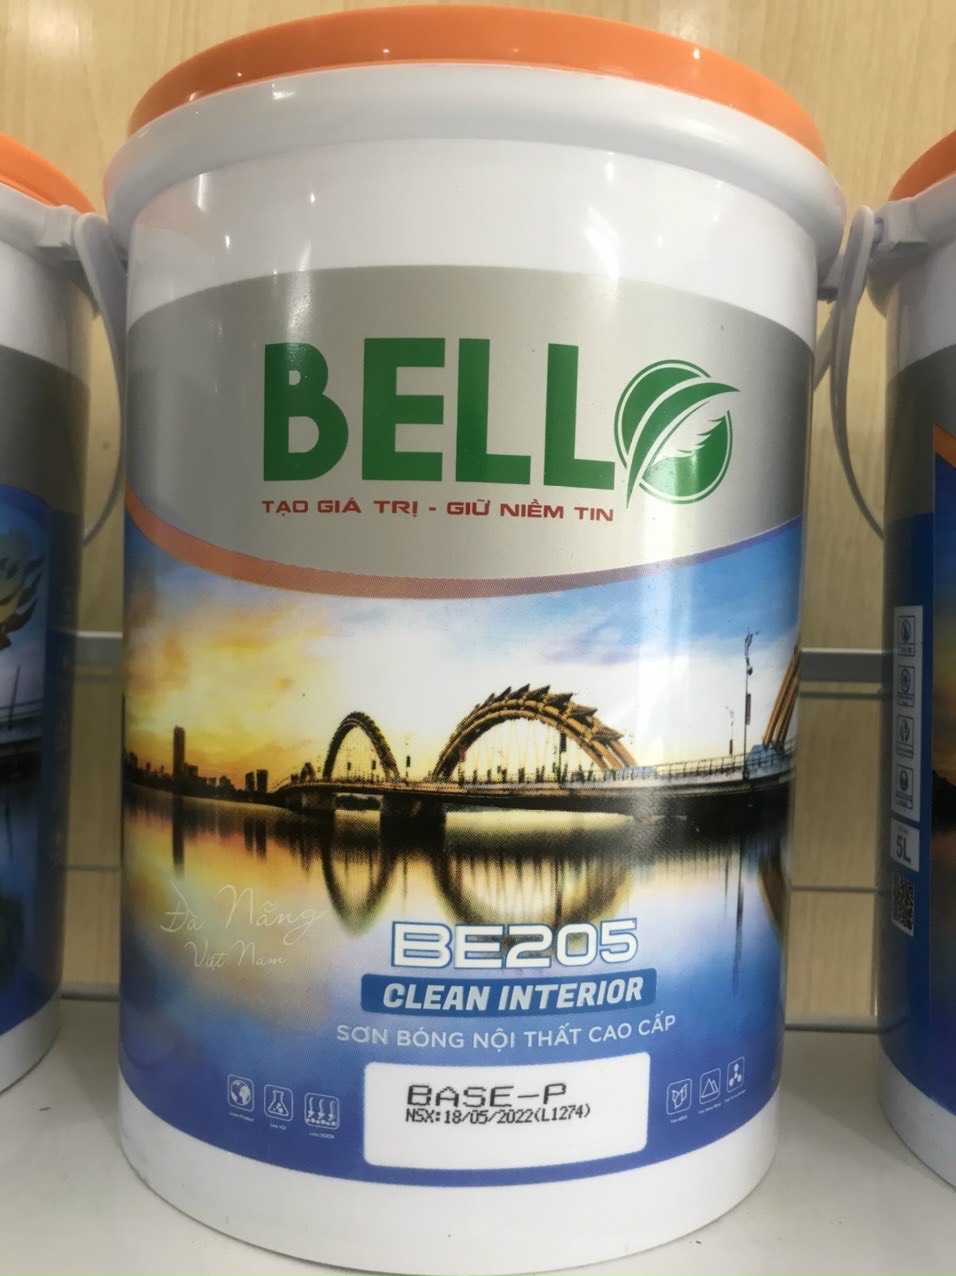 BELLO
TẠO GIÁ TRỊ - GIỮ NIỀM TIN
Đà Nẵng
Việt Nam
BE205
CLEAN INTERIOR
SƠN BÓNG NỘI THẤT CAO CẤP
BASE-P
NSX:18/05/2022(L1274)
5L